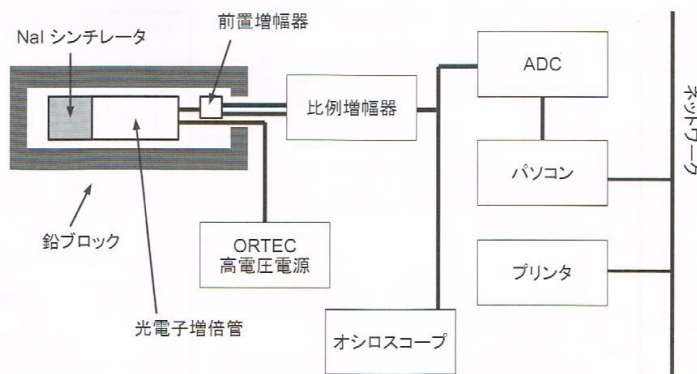 NaI シンチレータ
前置増幅器
比例増幅器
ADC
パソコン
プリンタ
ネットワーク
鉛ブロック
ORTEC
高電圧電源
光電子増倍管
オシロスコープ